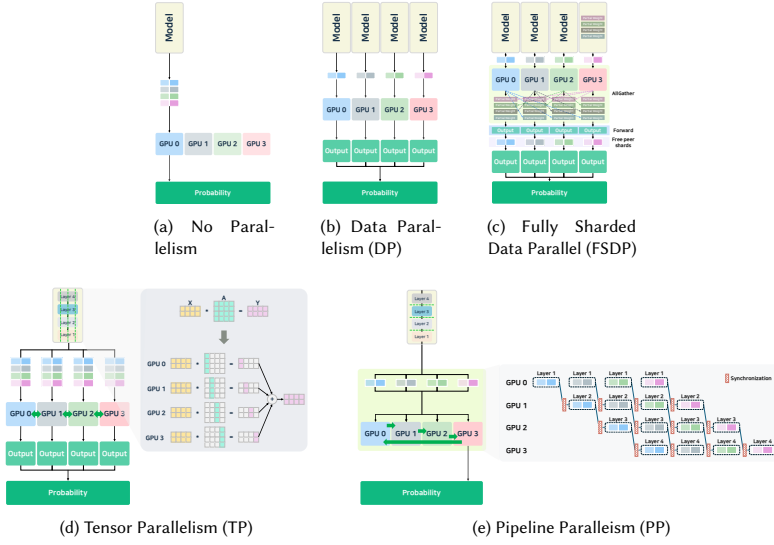 Model
GPU 0 GPU 1 GPU 2 GPU 3
Probability
(a) No Paral-
lelism
Model Model Model Model
GPU 0 GPU 1 GPU 2 GPU 3
Output Output Output Output
Probability
(b) Data Paral-
lelism (DP)
Model Model Model
GPU 0 GPU 1 GPU 2 GPU 3
AllGather
Output Output Output Output
Forward
Free peer
shards
Output Output Output Output
Probability
(c) Fully Sharded
Data Parallel (FSDP)
Layer 4
Layer 3
Layer 2
Layer 1
GPU 0 GPU 1 GPU 2 GPU 3
Output Output Output Output
Probability
X * A = Y
GPU 0 * =
GPU 1 * =
GPU 2 * =
GPU 3 * =
+
(d) Tensor Parallelism (TP)
Layer 4
Layer 3
Layer 2
Layer 1
GPU 0 GPU 1 GPU 2 GPU 3
Probability
Layer 1 Layer 1 Layer 1 Layer 1
GPU 0
Synchronization
Layer 2 Layer 2 Layer 2 Layer 2
GPU 1
Layer 3 Layer 3 Layer 3 Layer 3
GPU 2
Layer 4 Layer 4 Layer 4 Layer 4
GPU 3
(e) Pipeline Paralleism (PP)